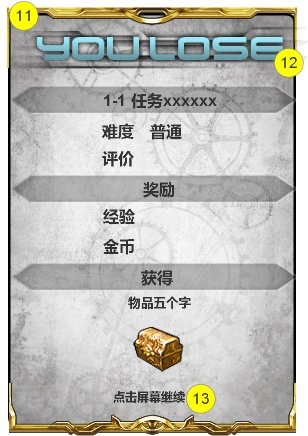 11
YOU LOSE
12
1-1 任务xxxxxx
难度 普通
评价
奖励
经验
金币
获得
物品五个字
点击屏幕继续 13